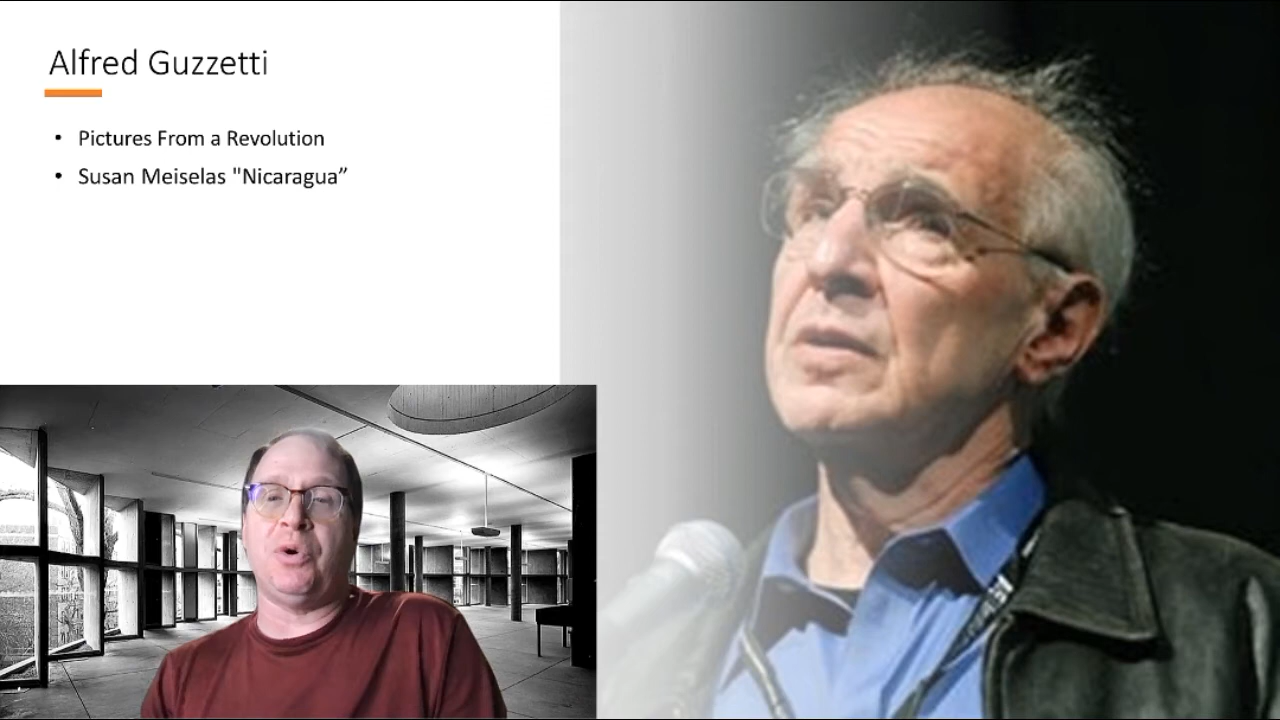 Alfred Guzzetti
• Pictures From a Revolution
• Susan Meiselas "Nicaragua”